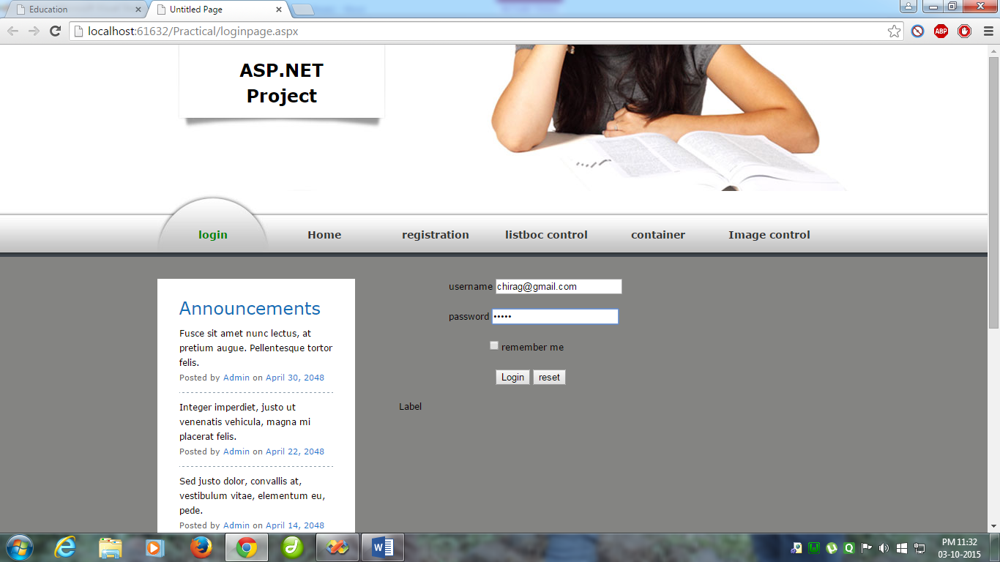 Education
Untitled Page
localhost:61632/Practical/loginpage.aspx
ABP
ASP.NET
Project
login Home registration listboc control container Image control
Announcements
Fusce sit amet nunc lectus, at
pretium augue. Pellentesque tortor
felis.
Posted by Admin on April 30, 2048
Integer imperdiet, justo ut
venenatis vehicula, magna mi
placerat felis.
Posted by Admin on April 22, 2048
Sed justo dolor, convallis at,
vestibulum vitae, elementum eu,
pede.
Posted by Admin on April 14, 2048
username chirag@gmail.com
password •••••
remember me
Login reset
Label
PM 11:32
03-10-2015